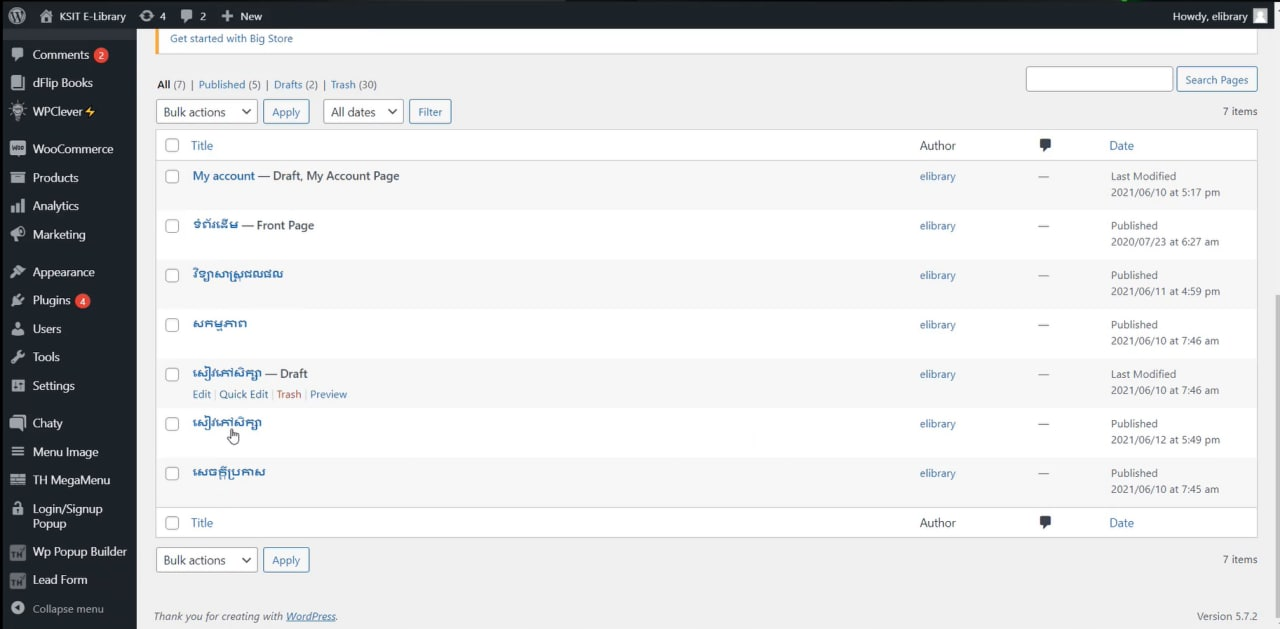 KSIT E-Library 4 2 + New Howdy, elibrary
Comments 2
dFlip Books
WPClever
WooCommerce
Products
Analytics
Marketing
Appearance
Plugins 4
Users
Tools
Settings
Chaty
Menu Image
TH MegaMenu
Login/Signup
Popup
Wp Popup Builder
Lead Form
Collapse menu
Get started with Big Store
All (7) | Published (5) | Drafts (2) | Trash (30)
Search Pages
Bulk actions Apply All dates Filter 7 items
Title Author Date
My account — Draft, My Account Page elibrary — Last Modified
2021/06/10 at 5:17 pm
ទំព័រដើម — Front Page elibrary — Published
2020/07/23 at 6:27 am
វិទ្យាសាស្រ្តជលផល elibrary — Published
2021/06/11 at 4:59 pm
សកម្មភាព elibrary — Published
2021/06/10 at 7:46 am
សៀវភៅសិក្សា — Draft elibrary — Last Modified
Edit | Quick Edit | Trash | Preview 2021/06/10 at 7:46 am
សៀវភៅសិក្សា elibrary — Published
2021/06/12 at 5:49 pm
សេចក្តីប្រកាស elibrary — Published
2021/06/10 at 7:45 am
Title Author Date
Bulk actions Apply 7 items
Thank you for creating with WordPress. Version 5.7.2